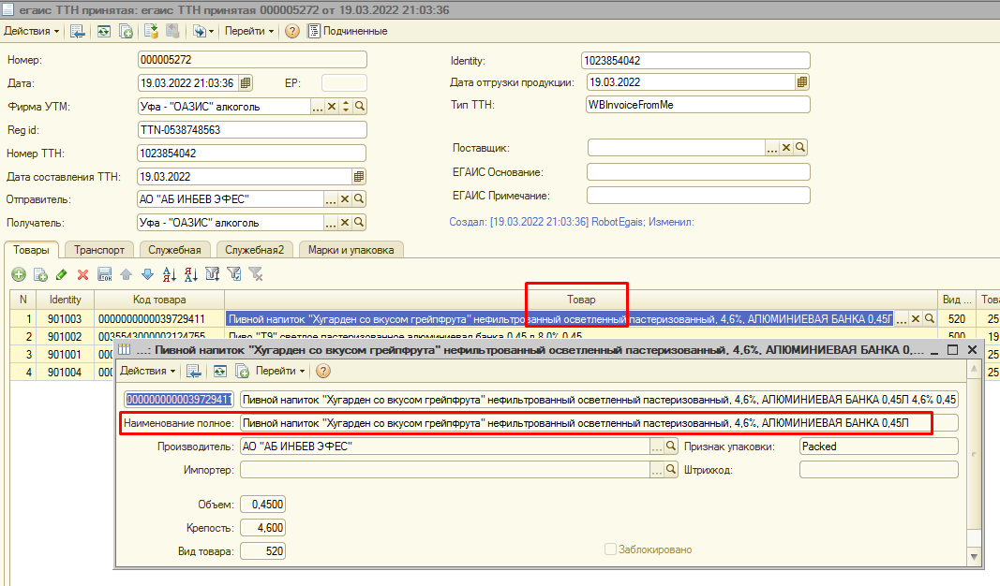 егаис ТТН принятая: егаис ТТН принятая 000005272 от 19.03.2022 21:03:36
Действия Перейти ? Подчиненные
Номер: 000005272 Identity: 1023854042
Дата: 19.03.2022 21:03:36 ЕР: Дата отгрузки продукции: 19.03.2022
Фирма УТМ: Уфа - "ОАЗИС" алкоголь ... Тип ТТН: WBInvoiceFromMe
Reg id: TTN-0538748563
Номер ТТН: 1023854042 Поставщик: ...
Дата составления ТТН: 19.03.2022 ЕГАИС Основание:
Отправитель: АО "АБ ИНБЕВ ЭФЕС" ... ЕГАИС Примечание:
Получатель: Уфа - "ОАЗИС" алкоголь ... Создал: [19.03.2022 21:03:36] RobotEgais; Изменил:
Товары Транспорт Служебная Служебная2 Марки и упаковка
N Identity Код товара Товар Вид ... Това
1 901003 0000000000039729411 Пивной напиток "Хугарден со вкусом грейпфрута" нефильтрованный осветленный пастеризованный, 4,6%, АЛЮМИНИЕВАЯ БАНКА 0,45Л ... 520 25
2 901002 0035543000002124755 Пиво "Т9" светлое пастеризованное алюминиевая банка 0,45 л 8,0% 0,45 500 19
3 901001 25
4 901004 25
...: Пивной напиток "Хугарден со вкусом грейпфрута" нефильтрованный осветленный пастеризованный, 4,6%, АЛЮМИНИЕВАЯ БАНКА 0,...
Действия Перейти ?
0000000000039729411 Пивной напиток "Хугарден со вкусом грейпфрута" нефильтрованный осветленный пастеризованный, 4,6%, АЛЮМИНИЕВАЯ БАНКА 0,45Л 4,6% 0,45
Наименование полное: Пивной напиток "Хугарден со вкусом грейпфрута" нефильтрованный осветленный пастеризованный, 4,6%, АЛЮМИНИЕВАЯ БАНКА 0,45Л
Производитель: АО "АБ ИНБЕВ ЭФЕС" ... Признак упаковки: Packed
Импортер: ... Штрихкод:
Объем: 0,4500
Крепость: 4,600
Вид товара: 520 Заблокировано